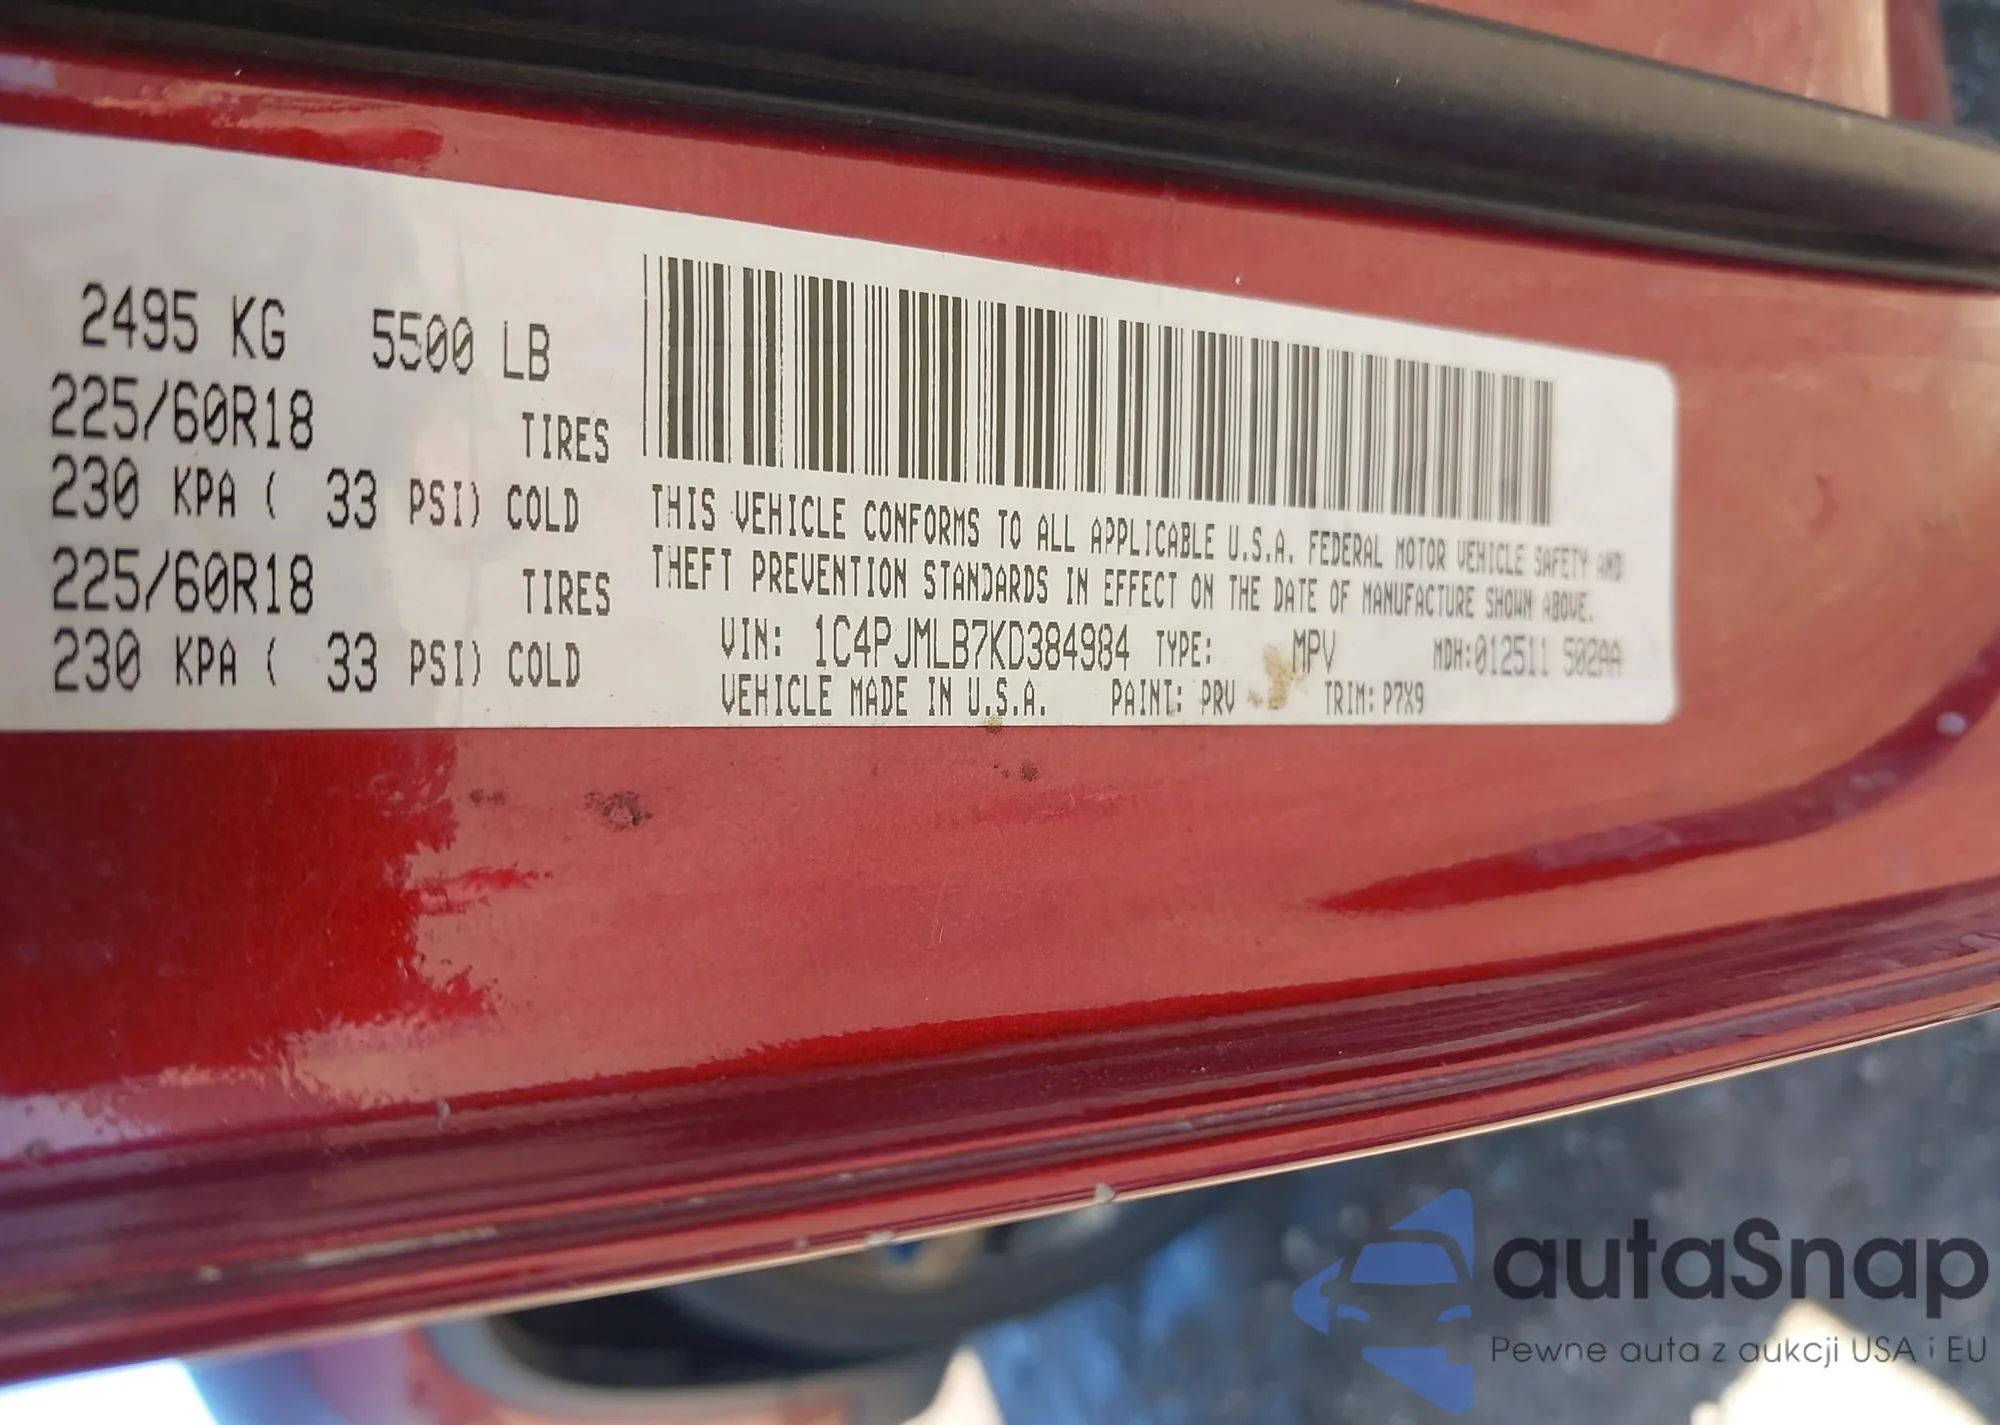 2495 KG 5500 LB
225/60R18 TIRES
230 KPA ( 33 PSI) COLD
225/60R18 TIRES
230 KPA ( 33 PSI) COLD
THIS VEHICLE CONFORMS TO ALL APPLICABLE U.S.A. FEDERAL MOTOR VEHICLE SAFETY AND
THEFT PREVENTION STANDARDS IN EFFECT ON THE DATE OF MANUFACTURE SHOWN ABOVE.
VIN: 1C4PJMLB7KD384984 TYPE: MPV MDH:012511 502AA
VEHICLE MADE IN U.S.A. PAINT: PRV TRIM: P7X9
autaSnap
Pewne auta z aukcji USA i EU